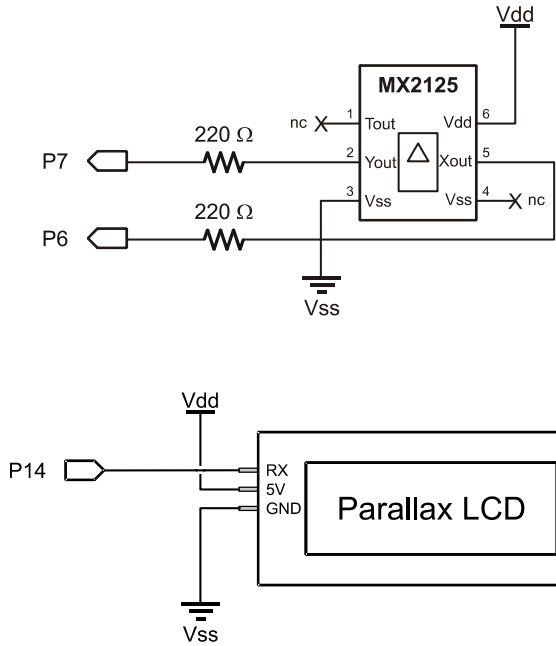 Vdd
MX2125
nc
1
Tout
Vdd
6
220 Ω
P7
2
Yout
Xout
5
3
Vss
Vss
4
nc
220 Ω
P6
Vss
Vdd
P14
RX
5V
GND
Parallax LCD
Vss